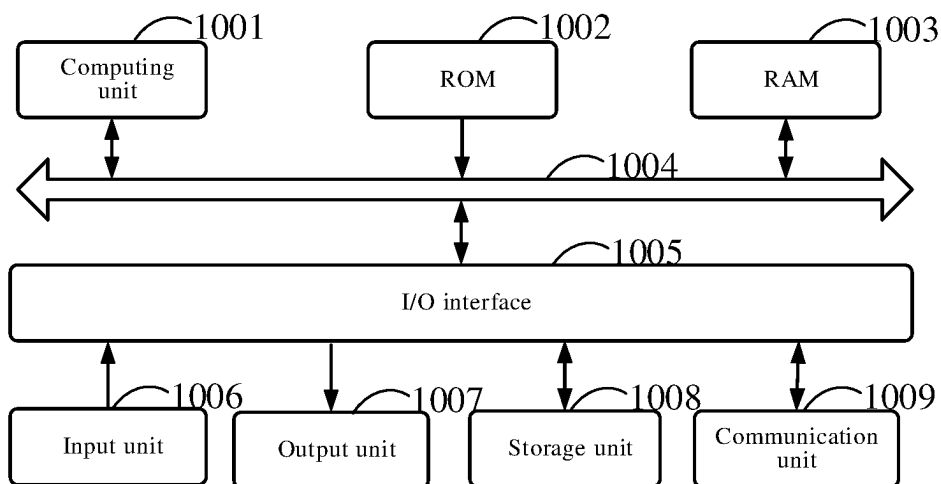 1001
1002
1003
Computing
unit
ROM
RAM
1004
1005
I/O interface
1006
1007
1008
1009
Input unit
Output unit
Storage unit
Communication
unit